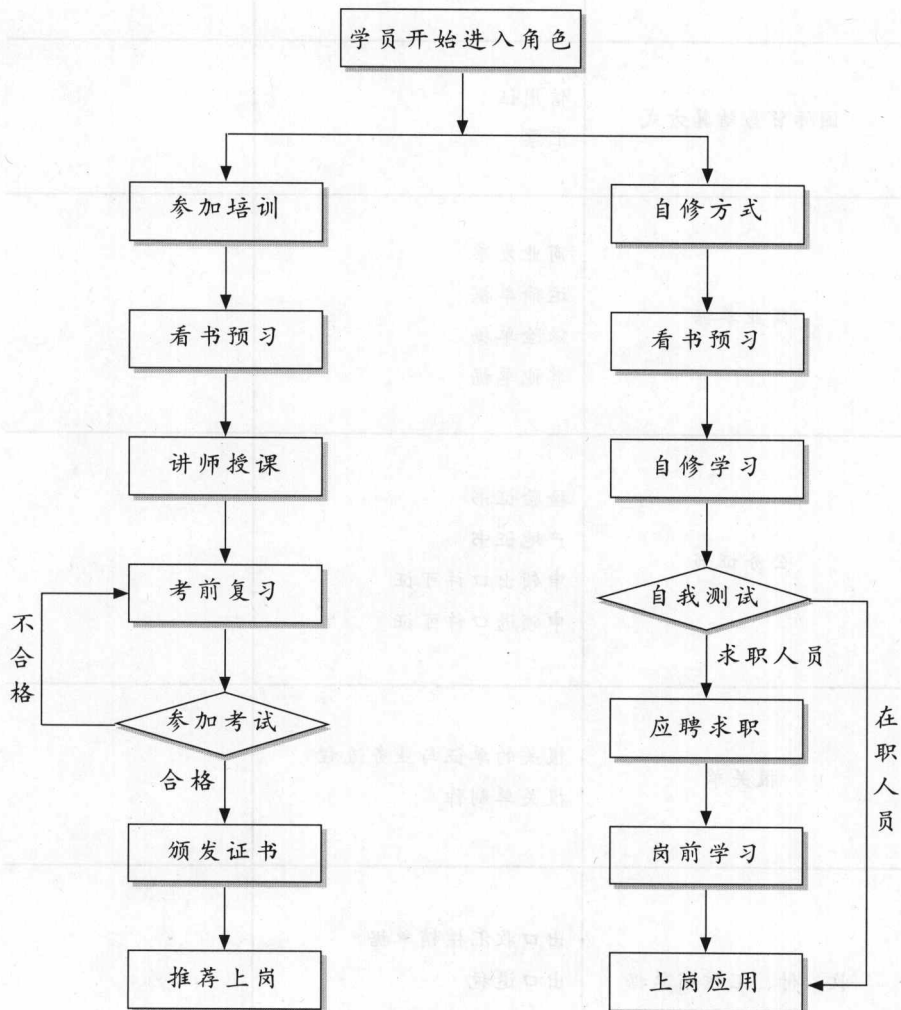 学员开始进入角色
参加培训
自修方式
看书预习
看书预习
讲师授课
自修学习
考前复习
自我测试
不合格
求职人员
参加考试
应聘求职
在职人员
合格
颁发证书
岗前学习
推荐上岗
上岗应用